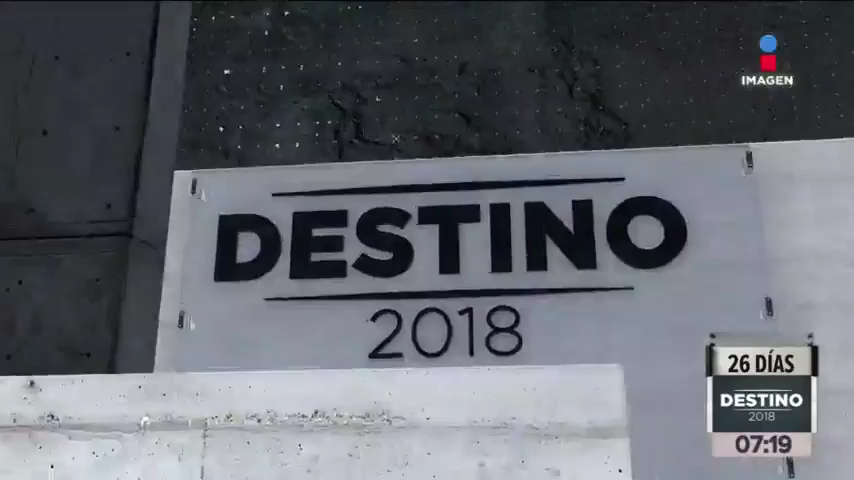 IMAGEN
DESTINO
2018
26 DÍAS
DESTINO
2018
07:19